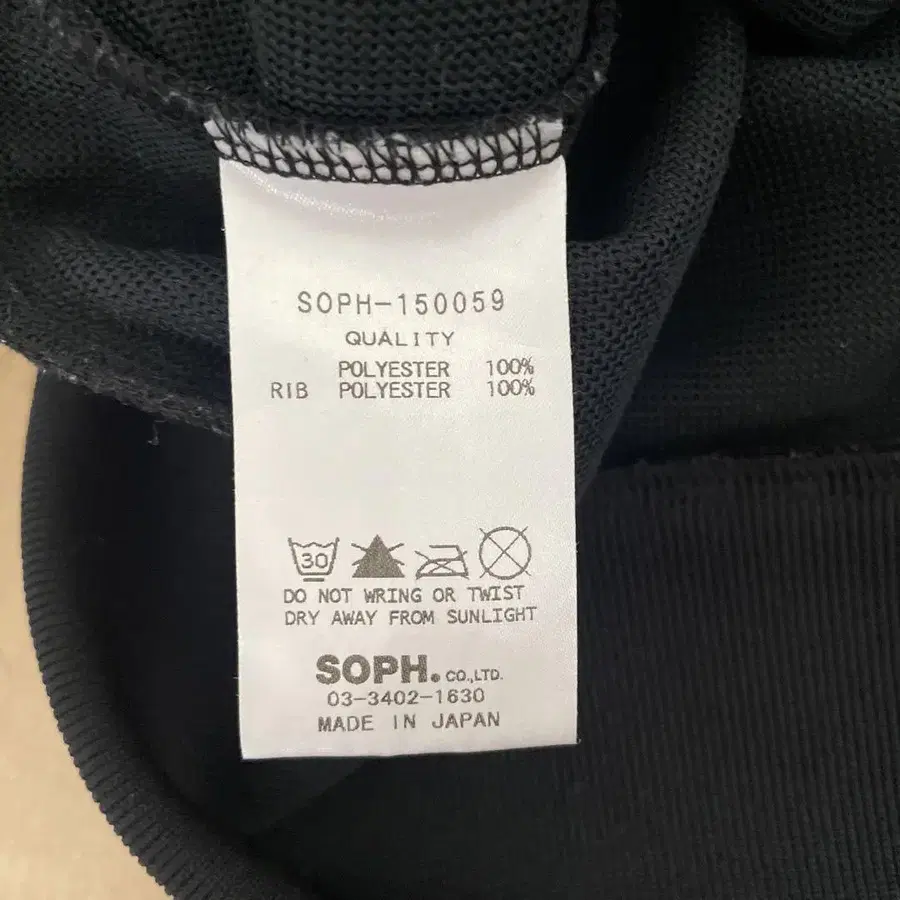 SOPH-150059
QUALITY
POLYESTER 100%
RIB POLYESTER 100%
30
DO NOT WRING OR TWIST
DRY AWAY FROM SUNLIGHT
SOPH. CO.,LTD.
03-3402-1630
MADE IN JAPAN